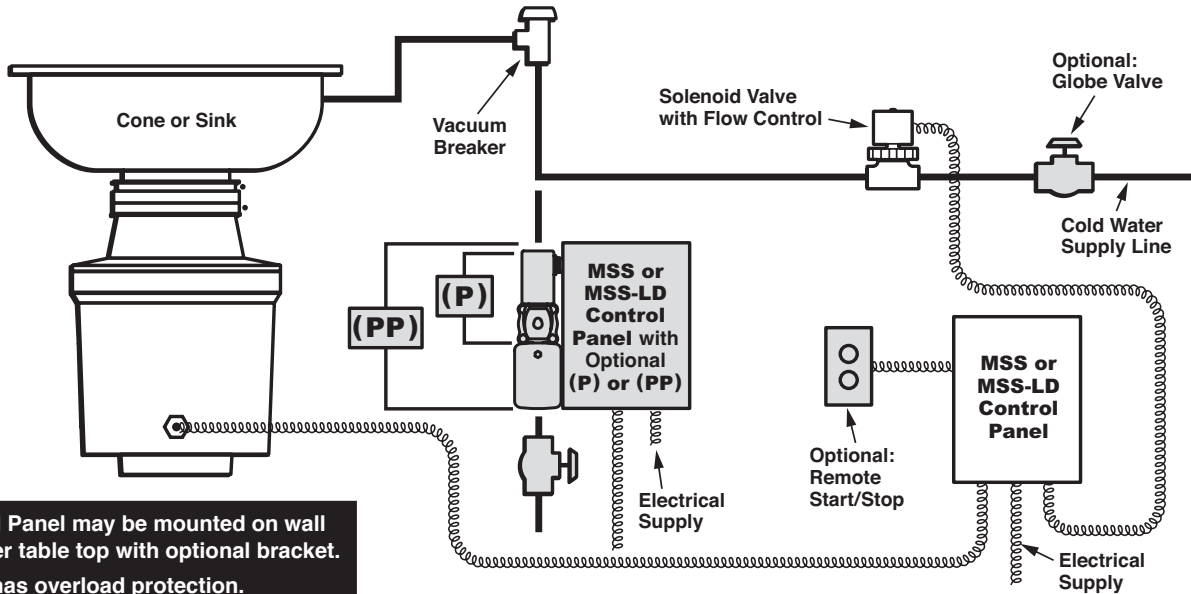 Cone or Sink
Vacuum
Breaker
Solenoid Valve
with Flow Control
Optional:
Globe Valve
Cold Water
Supply Line
(P)
(PP)
MSS or
MSS-LD
Control
Panel with
Optional
(P) or (PP)
Electrical
Supply
Optional:
Remote
Start/Stop
MSS or
MSS-LD
Control
Panel
Electrical
Supply
Panel may be mounted on wall
table top with optional bracket.
has overload protection.